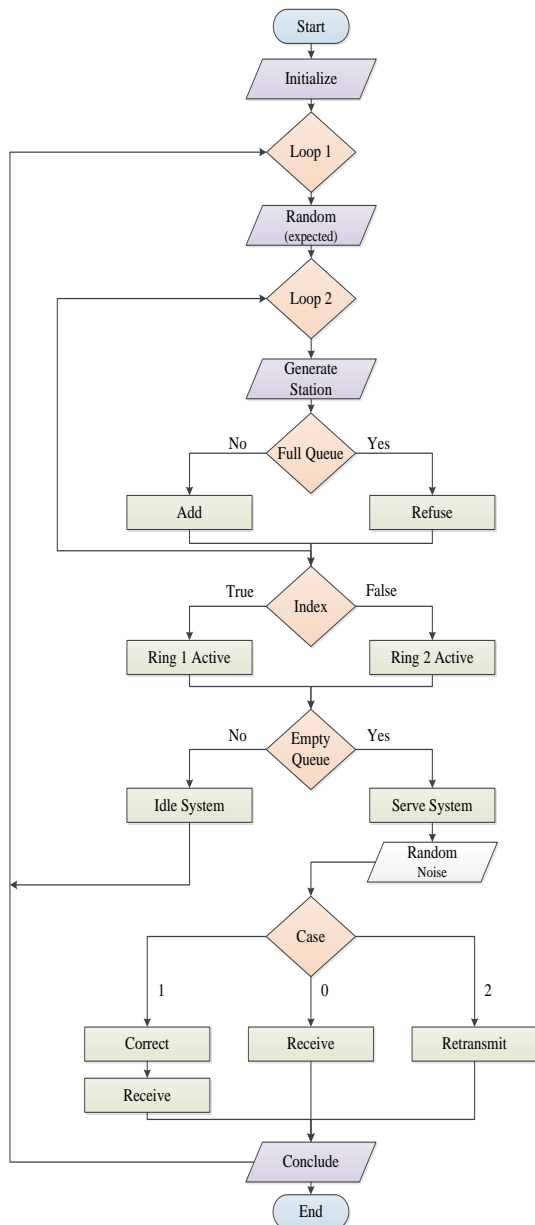 Start
Initialize
Loop 1
Random
(expected)
Loop 2
Generate
Station
No
Full Queue
Yes
Add
Refuse
Index
True
False
Ring 1 Active
Ring 2 Active
No
Empty
Queue
Yes
Idle System
Serve System
Random
Noise
Case
1
0
2
Correct
Receive
Retransmit
Receive
Conclude
End